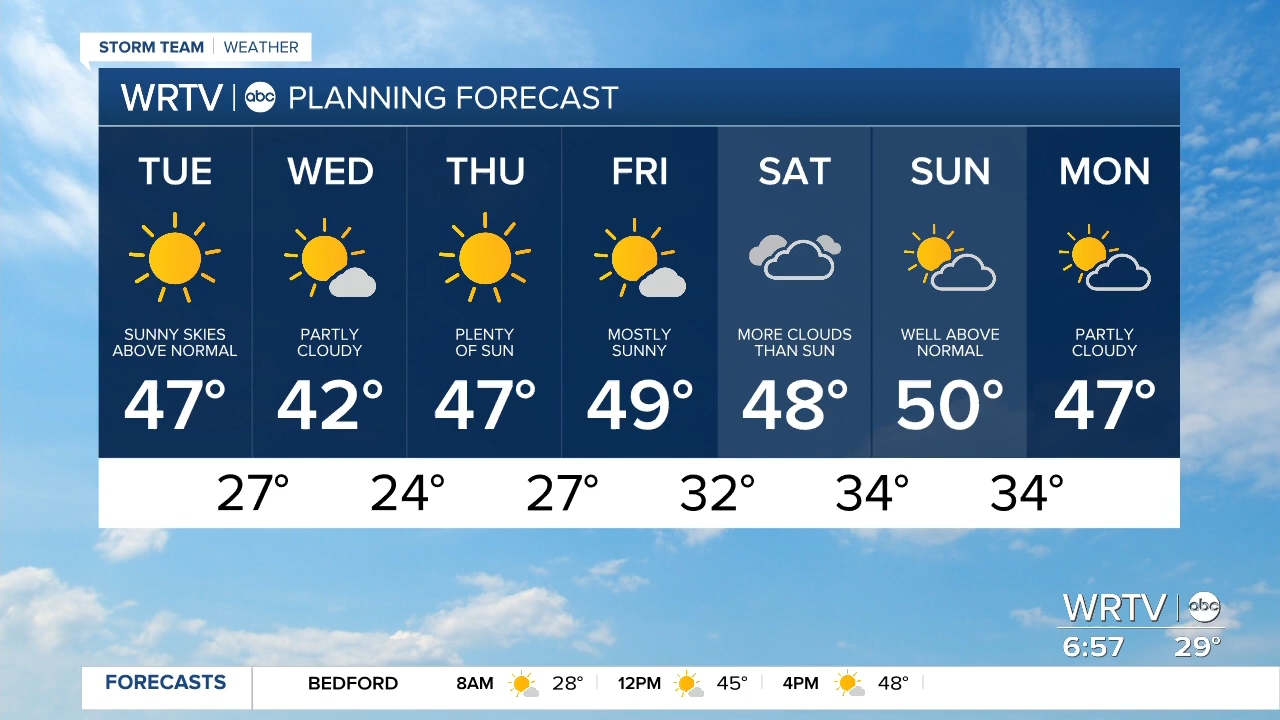 STORM TEAM | WEATHER
WRTV | abc PLANNING FORECAST
TUE WED THU FRI SAT SUN MON
SUNNY SKIES PARTLY PLENTY MOSTLY MORE CLOUDS WELL ABOVE PARTLY
ABOVE NORMAL CLOUDY OF SUN SUNNY THAN SUN NORMAL CLOUDY
47° 42° 47° 49° 48° 50° 47°
27° 24° 27° 32° 34° 34°
WRTV | abc
6:57 29°
FORECASTS BEDFORD 8AM 28° | 12PM 45° | 4PM 48° |